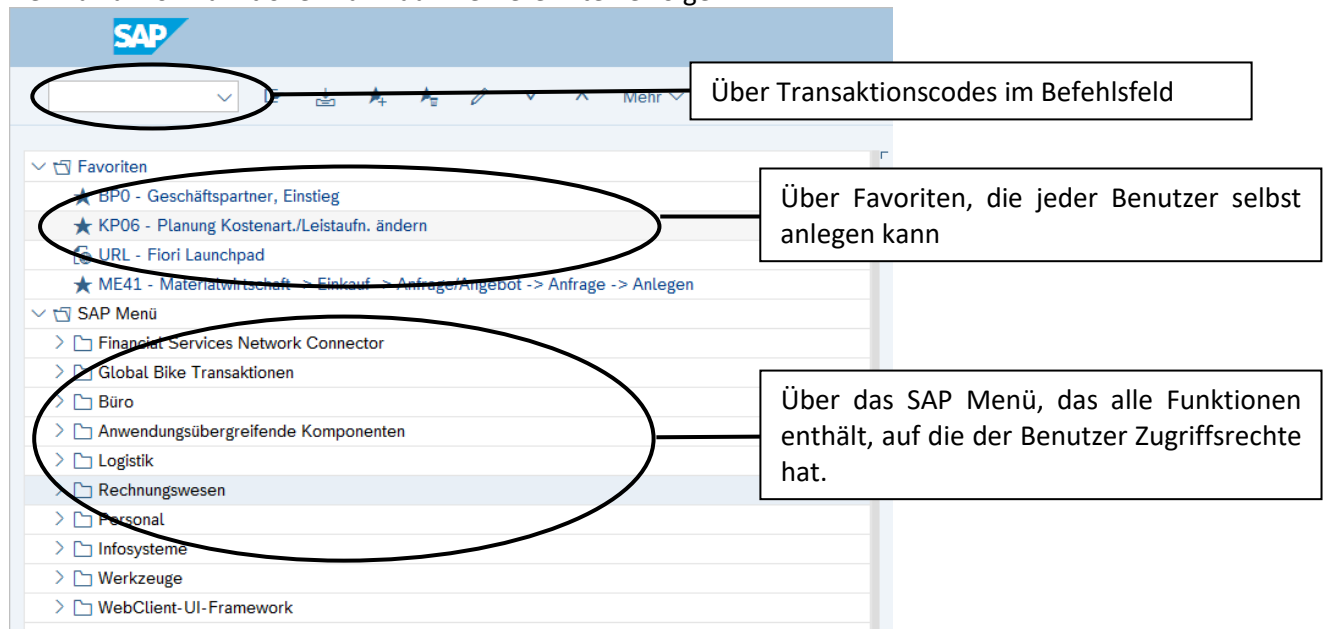 SAP
Mehr
Über Transaktionscodes im Befehlsfeld
Favoriten
BP0 - Geschäftspartner, Einstieg
KP06 - Planung Kostenart./Leistaufn. ändern
URL - Fiori Launchpad
ME41 - Materialwirtschaft -> Einkauf -> Anfrage/Angebot -> Anfrage -> Anlegen
Über Favoriten, die jeder Benutzer selbst
anlegen kann
SAP Menü
Financial Services Network Connector
Global Bike Transaktionen
Büro
Anwendungsübergreifende Komponenten
Logistik
Rechnungswesen
Personal
Infosysteme
Werkzeuge
WebClient-UI-Framework
Über das SAP Menü, das alle Funktionen
enthält, auf die der Benutzer Zugriffsrechte
hat.